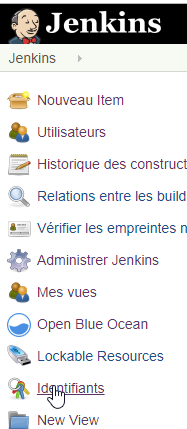 Jenkins
Jenkins
Nouveau Item
Utilisateurs
Historique des construct
Relations entre les build
Vérifier les empreintes n
Administrer Jenkins
Mes vues
Open Blue Ocean
Lockable Resources
Identifiants
New View